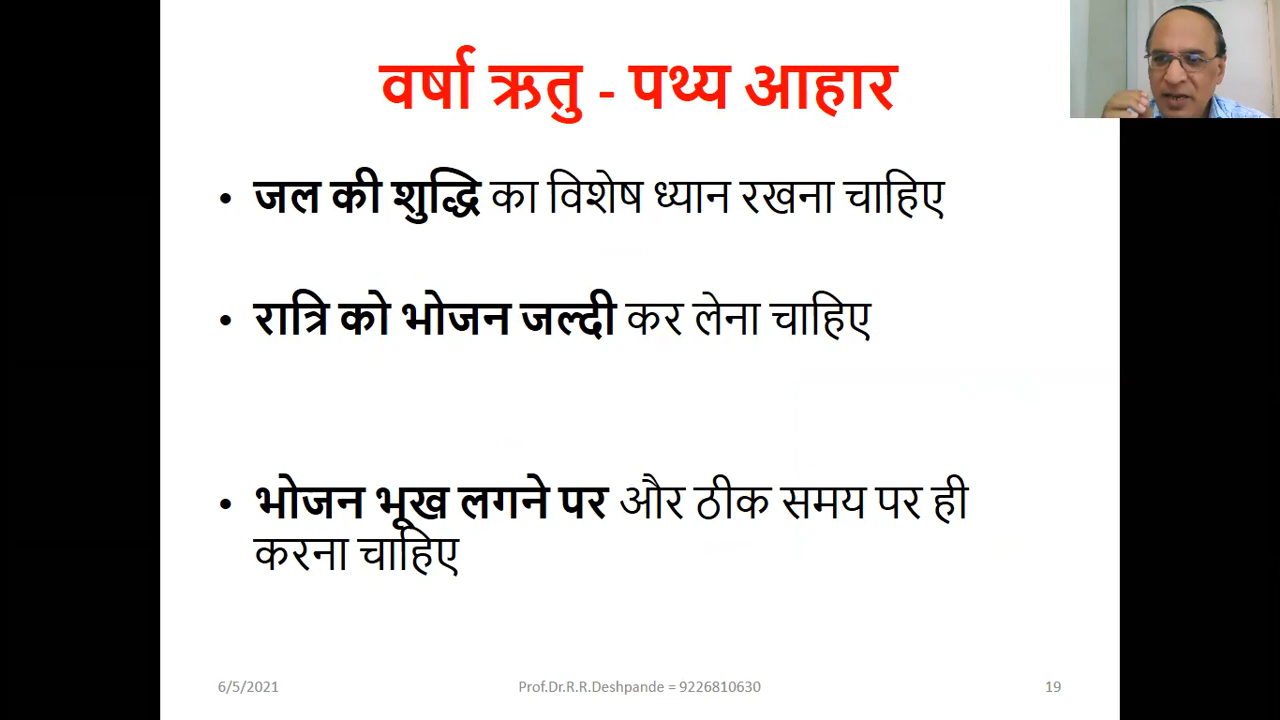 वर्षा ऋतु - पथ्य आहार
• जल की शुद्धि का विशेष ध्यान रखना चाहिए
• रात्रि को भोजन जल्दी कर लेना चाहिए
• भोजन भूख लगने पर और ठीक समय पर ही
करना चाहिए
6/5/2021 Prof.Dr.R.R.Deshpande = 9226810630 19